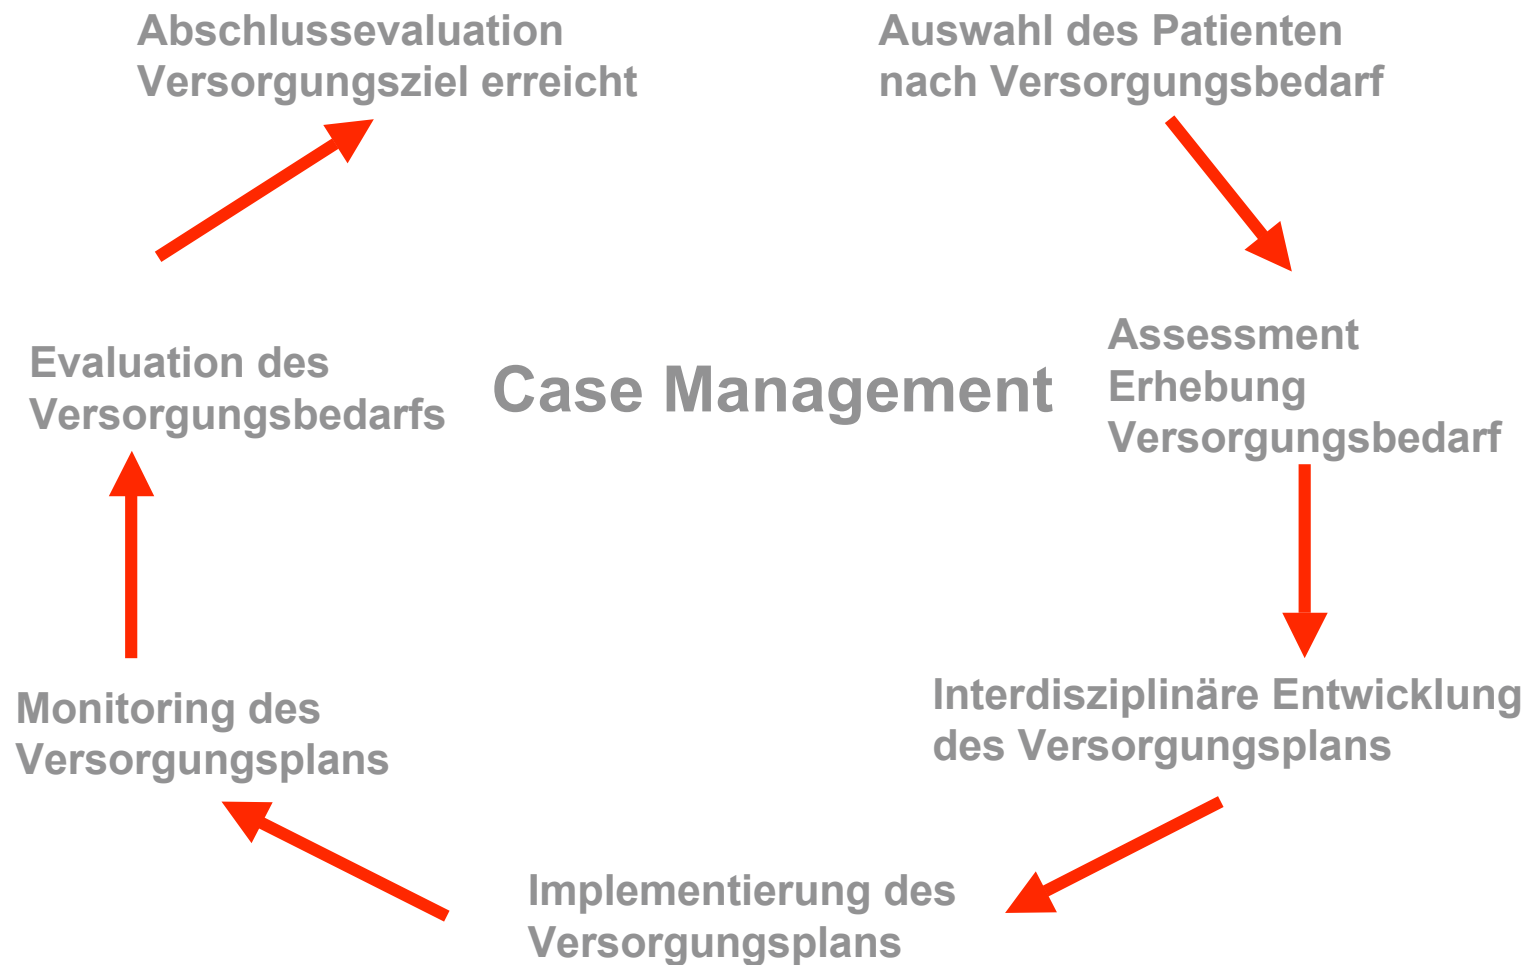 Abschlussevaluation
Versorgungsziel erreicht
Auswahl des Patienten
nach Versorgungsbedarf
Assessment
Erhebung
Versorgungsbedarf
Evaluation des
Versorgungsbedarfs
Case Management
Interdisziplinäre Entwicklung
des Versorgungsplans
Monitoring des
Versorgungsplans
Implementierung des
Versorgungsplans